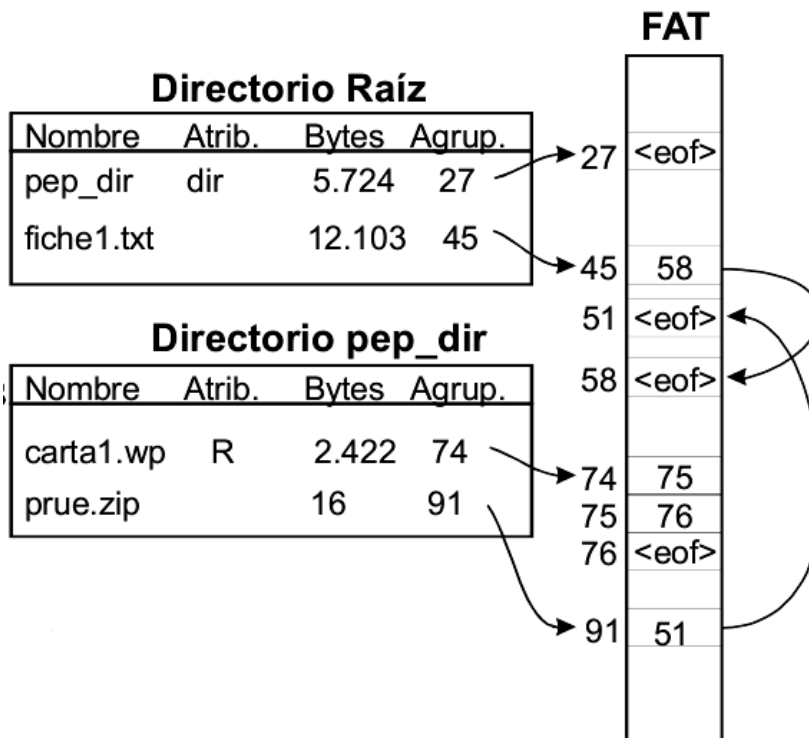 FAT
Directorio Raíz
Nombre Atrib. Bytes Agrup.
pep_dir dir 5.724 27
fiche1.txt 12.103 45
Directorio pep_dir
Nombre Atrib. Bytes Agrup.
carta1.wp R 2.422 74
prue.zip 16 91
27 <eof>
45 58
51 <eof>
58 <eof>
74 75
75 76
76 <eof>
91 51